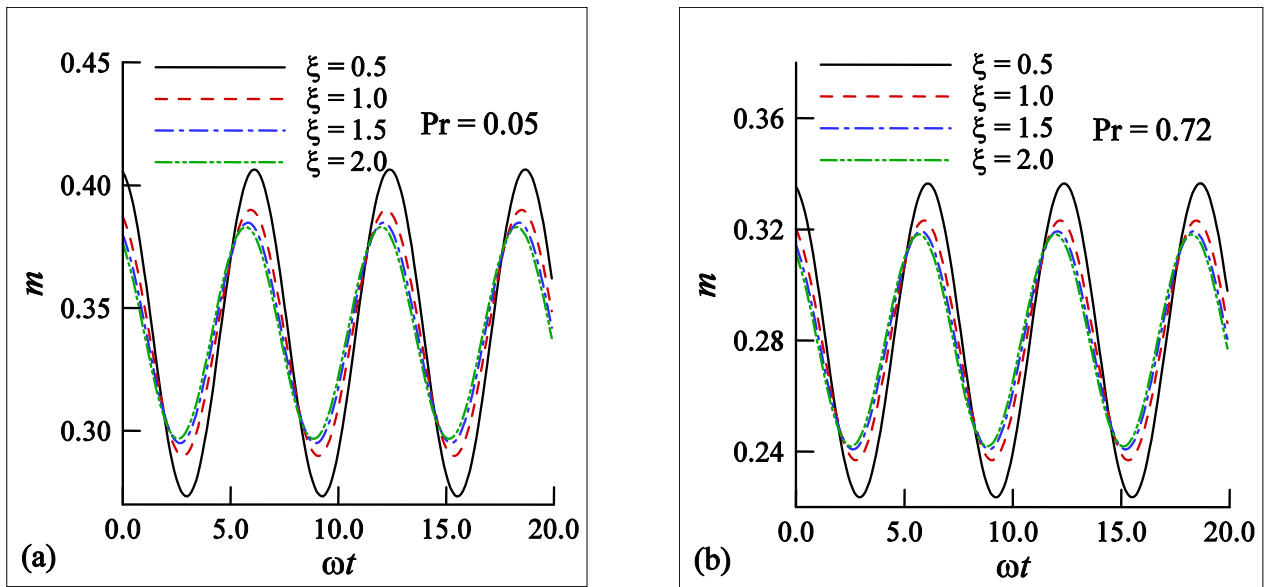 0.45
ξ = 0.5
ξ = 1.0
ξ = 1.5
ξ = 2.0
Pr = 0.05
0.40
0.35
0.30
m
0.0 5.0 10.0 15.0 20.0
(a)
ωt
ξ = 0.5
ξ = 1.0
ξ = 1.5
ξ = 2.0
Pr = 0.72
0.36
0.32
0.28
0.24
m
0.0 5.0 10.0 15.0 20.0
(b)
ωt